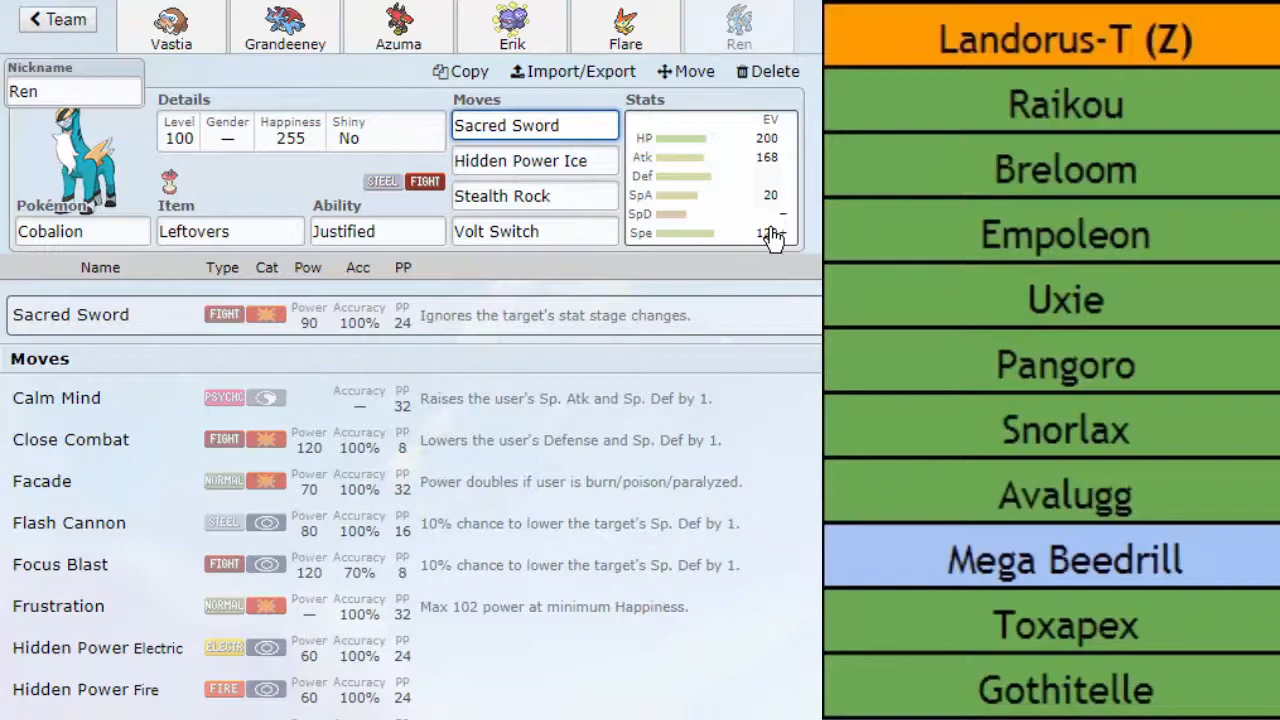 Team
Vastia
Grandeeney
Azuma
Erik
Flare
Ren
Nickname
Ren
Copy
Import/Export
Move
Delete
Details
Level
100
Gender
—
Happiness
255
Shiny
No
STEEL
FIGHT
Pokémon
Cobalion
Item
Leftovers
Ability
Justified
Moves
Sacred Sword
Hidden Power Ice
Stealth Rock
Volt Switch
Stats
EV
HP 200
Atk 168
Def
SpA 20
SpD –
Spe
Name Type Cat Pow Acc PP
Sacred Sword FIGHT Power 90 Accuracy 100% PP 24 Ignores the target's stat stage changes.
Moves
Calm Mind PSYCHC Accuracy — PP 32 Raises the user's Sp. Atk and Sp. Def by 1.
Close Combat FIGHT Power 120 Accuracy 100% PP 8 Lowers the user's Defense and Sp. Def by 1.
Facade NORMAL Power 70 Accuracy 100% PP 32 Power doubles if user is burn/poison/paralyzed.
Flash Cannon STEEL Power 80 Accuracy 100% PP 16 10% chance to lower the target's Sp. Def by 1.
Focus Blast FIGHT Power 120 Accuracy 70% PP 8 10% chance to lower the target's Sp. Def by 1.
Frustration NORMAL Power — Accuracy 100% PP 32 Max 102 power at minimum Happiness.
Hidden Power Electric ELECTR Power 60 Accuracy 100% PP 24
Hidden Power Fire FIRE Power 60 Accuracy 100% PP 24
Landorus-T (Z)
Raikou
Breloom
Empoleon
Uxie
Pangoro
Snorlax
Avalugg
Mega Beedrill
Toxapex
Gothitelle